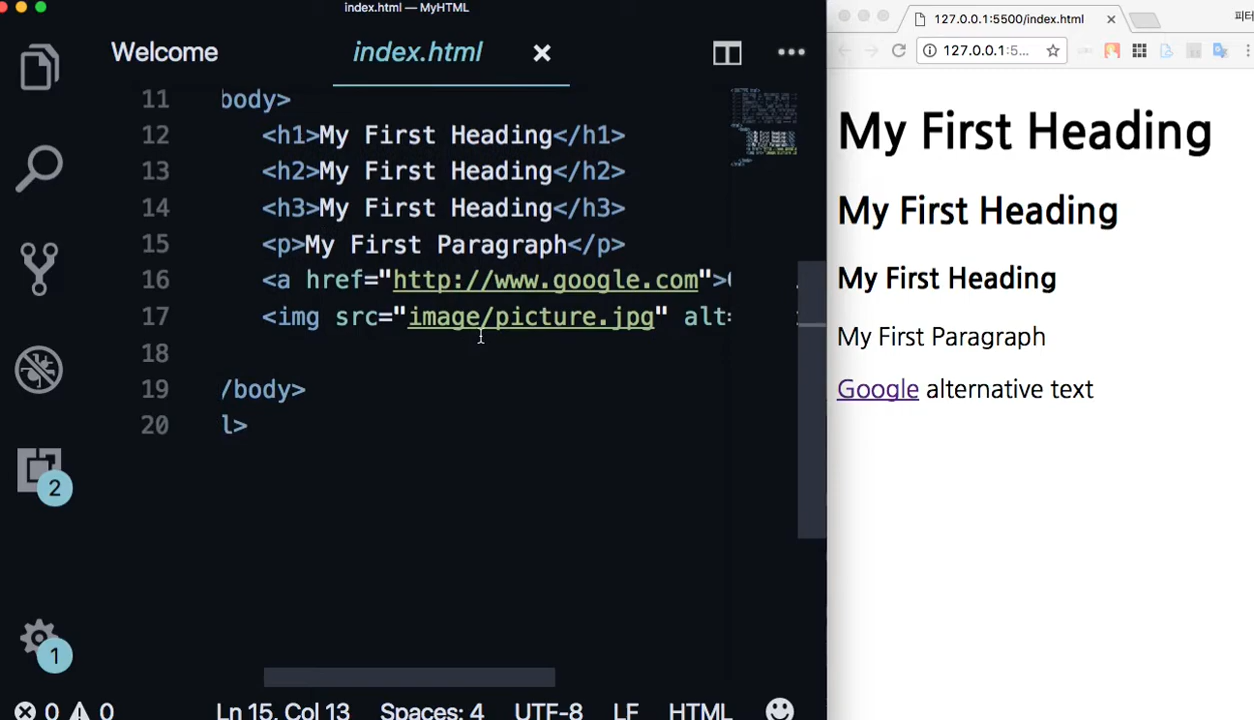 index.html — MyHTML
Welcome
index.html
11 body>
12 <h1>My First Heading</h1>
13 <h2>My First Heading</h2>
14 <h3>My First Heading</h3>
15 <p>My First Paragraph</p>
16 <a href="http://www.google.com">
17 <img src="image/picture.jpg" alt=
18
19 /body>
20 l>
2
1
0 0 Ln 15, Col 13 Spaces: 4 UTF-8 LF HTML
127.0.0.1:5500/index.html
피터
127.0.0.1:5...
My First Heading
My First Heading
My First Heading
My First Paragraph
Google alternative text